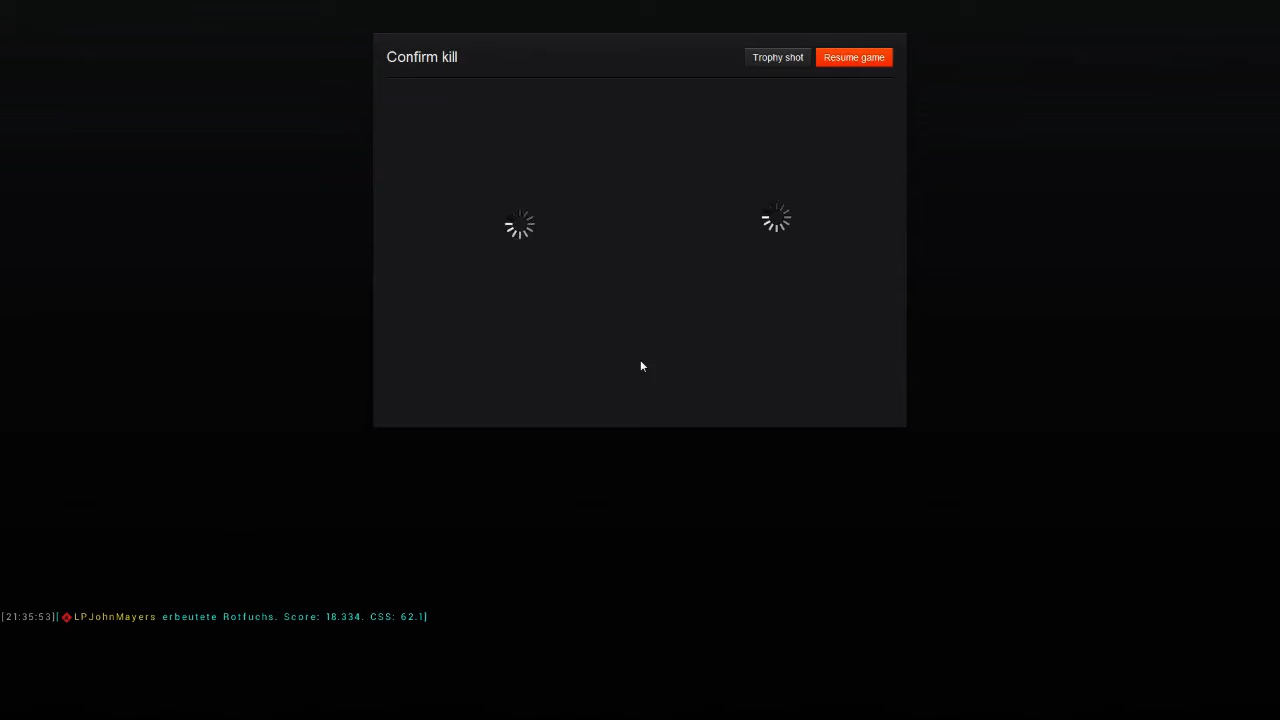 Confirm kill
Trophy shot
Resume game
[21:35:53][ LPJohnMayers erbeutete Rotfuchs. Score: 18.334. CSS: 62.1]